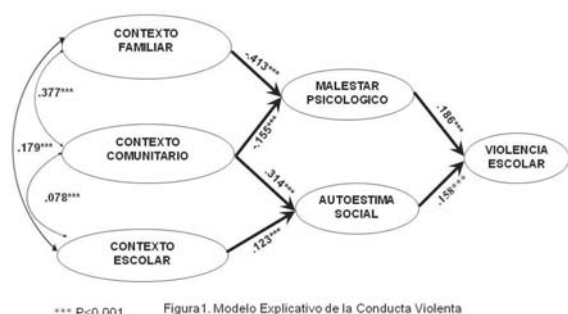 CONTEXTO
FAMILIAR
-.413***
.377***
MALESTAR
PSICOLOGICO
-.155***
.186***
.179***
CONTEXTO
COMUNITARIO
VIOLENCIA
ESCOLAR
.314***
.078***
AUTOESTIMA
SOCIAL
.158***
.123***
CONTEXTO
ESCOLAR
*** P<0.001
Figura1. Modelo Explicativo de la Conducta Violenta